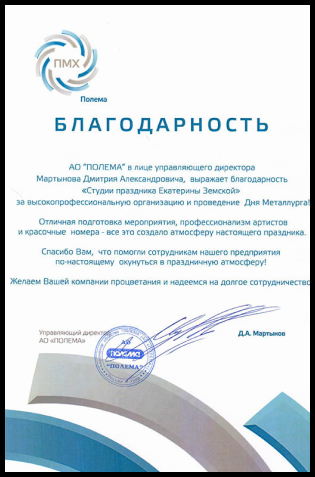 ПМХ
Полема
БЛАГОДАРНОСТЬ
АО "ПОЛЕМА" в лице управляющего директора
Мартынова Дмитрия Александровича, выражает благодарность
«Студии праздника Екатерины Земской»
за высокопрофессиональную организацию и проведение Дня Металлурга!
Отличная подготовка мероприятия, профессионализм артистов
и красочные номера - все это создало атмосферу настоящего праздника.
Спасибо Вам, что помогли сотрудникам нашего предприятия
по-настоящему окунуться в праздничную атмосферу!
Желаем Вашей компании процветания и надеемся на долгое сотрудничество
Управляющий директор
АО «ПОЛЕМА»
Д.А. Мартынов
АО
ПОЛЕМА
"ПОЛЕМА"